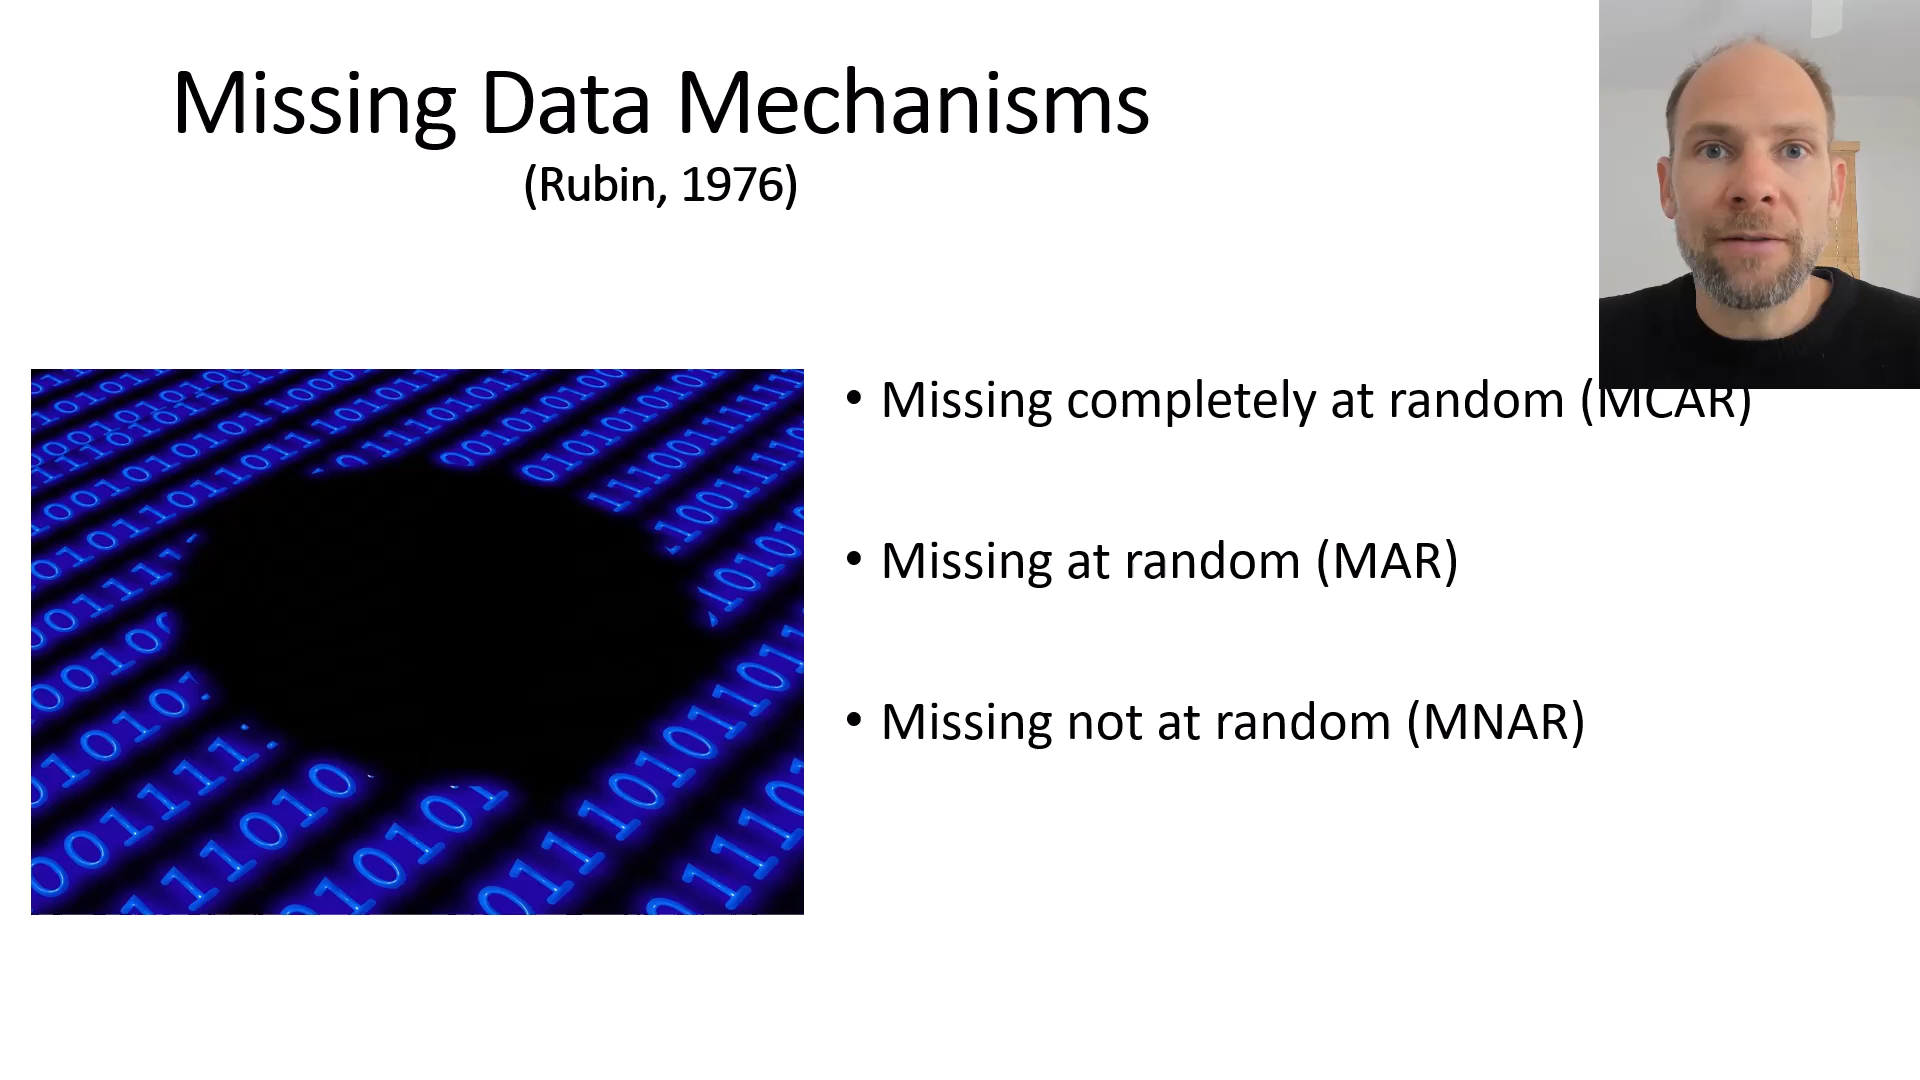 Missing Data Mechanisms
(Rubin, 1976)
• Missing completely at random (MCAR)
• Missing at random (MAR)
• Missing not at random (MNAR)